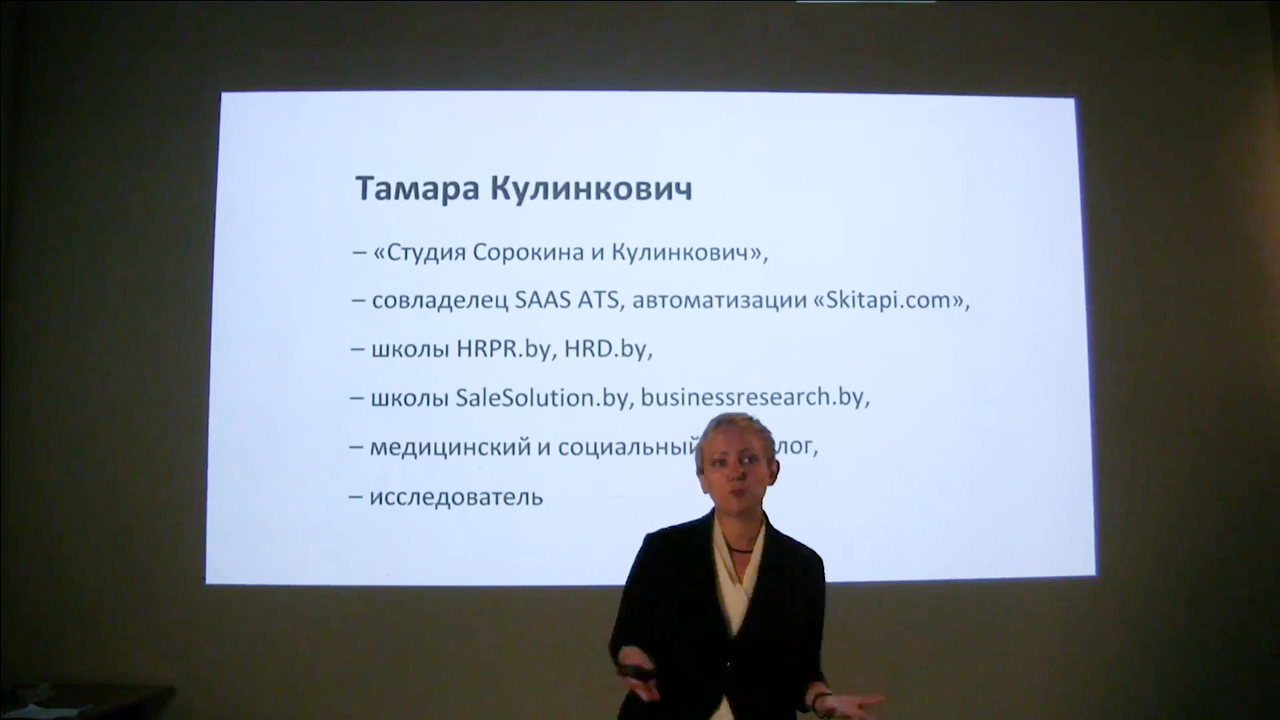 Тамара Кулинкович
– «Студия Сорокина и Кулинкович»,
– совладелец SAAS ATS, автоматизации «Skitapi.com»,
– школы HRPR.by, HRD.by,
– школы SaleSolution.by, businessresearch.by,
– медицинский и социальный
– исследователь